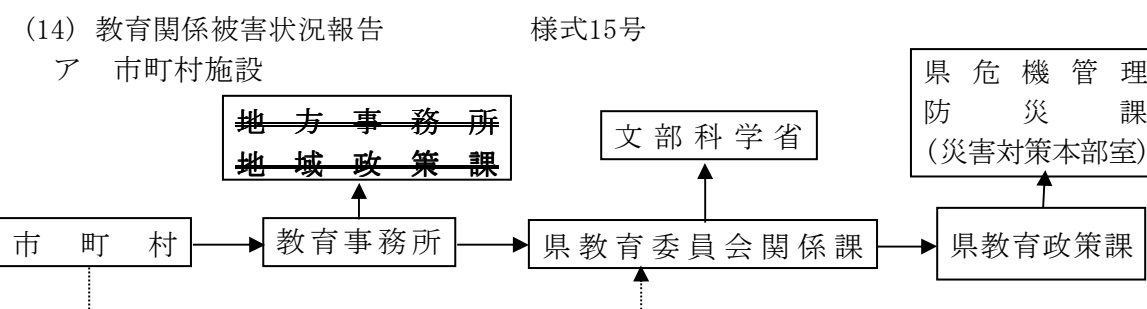 (14) 教育関係被害状況報告　　　　　様式15号
ア　市町村施設
県危機管理
防災課
(災害対策本部室)
地方事務所
地域政策課
文部科学省
市町村
教育事務所
県教育委員会関係課
県教育政策課